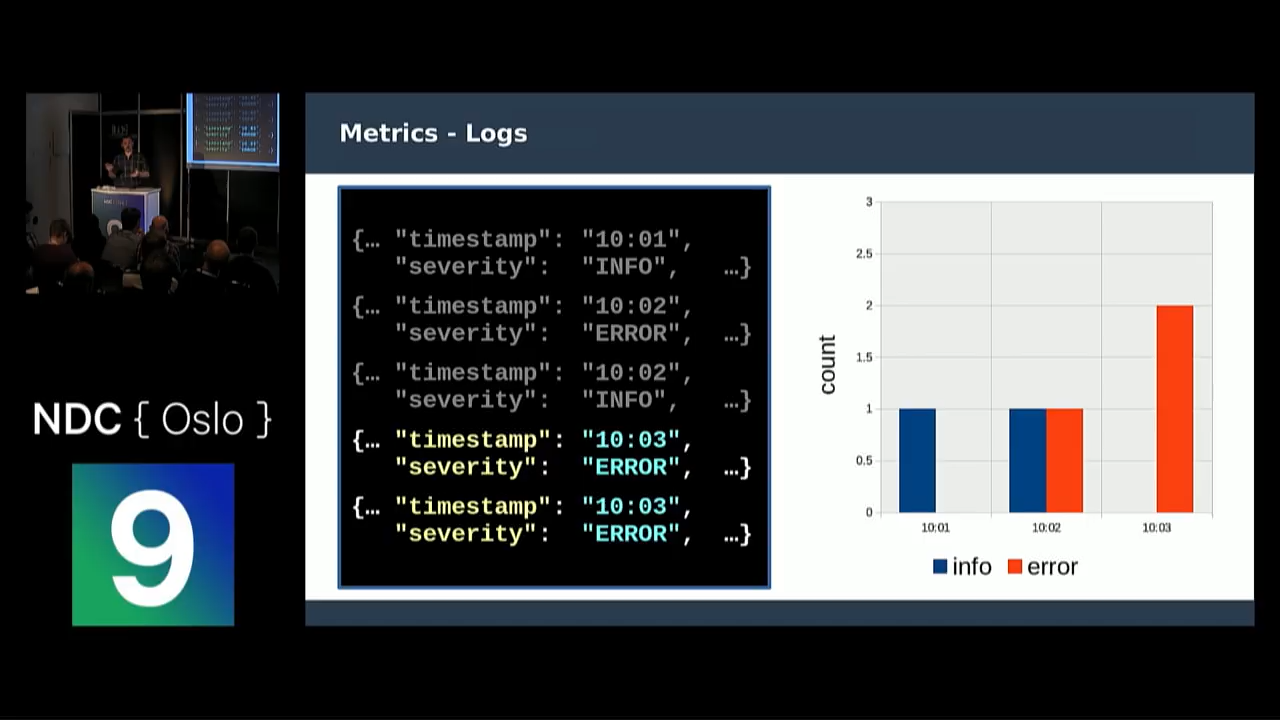 Metrics - Logs
{… "timestamp": "10:01",
"severity": "INFO", …}
{… "timestamp": "10:02",
"severity": "ERROR", …}
{… "timestamp": "10:02",
"severity": "INFO", …}
{… "timestamp": "10:03",
"severity": "ERROR", …}
{… "timestamp": "10:03",
"severity": "ERROR", …}
count
3
2.5
2
1.5
1
0.5
0
10:01 10:02 10:03
info error
NDC { Oslo }
9